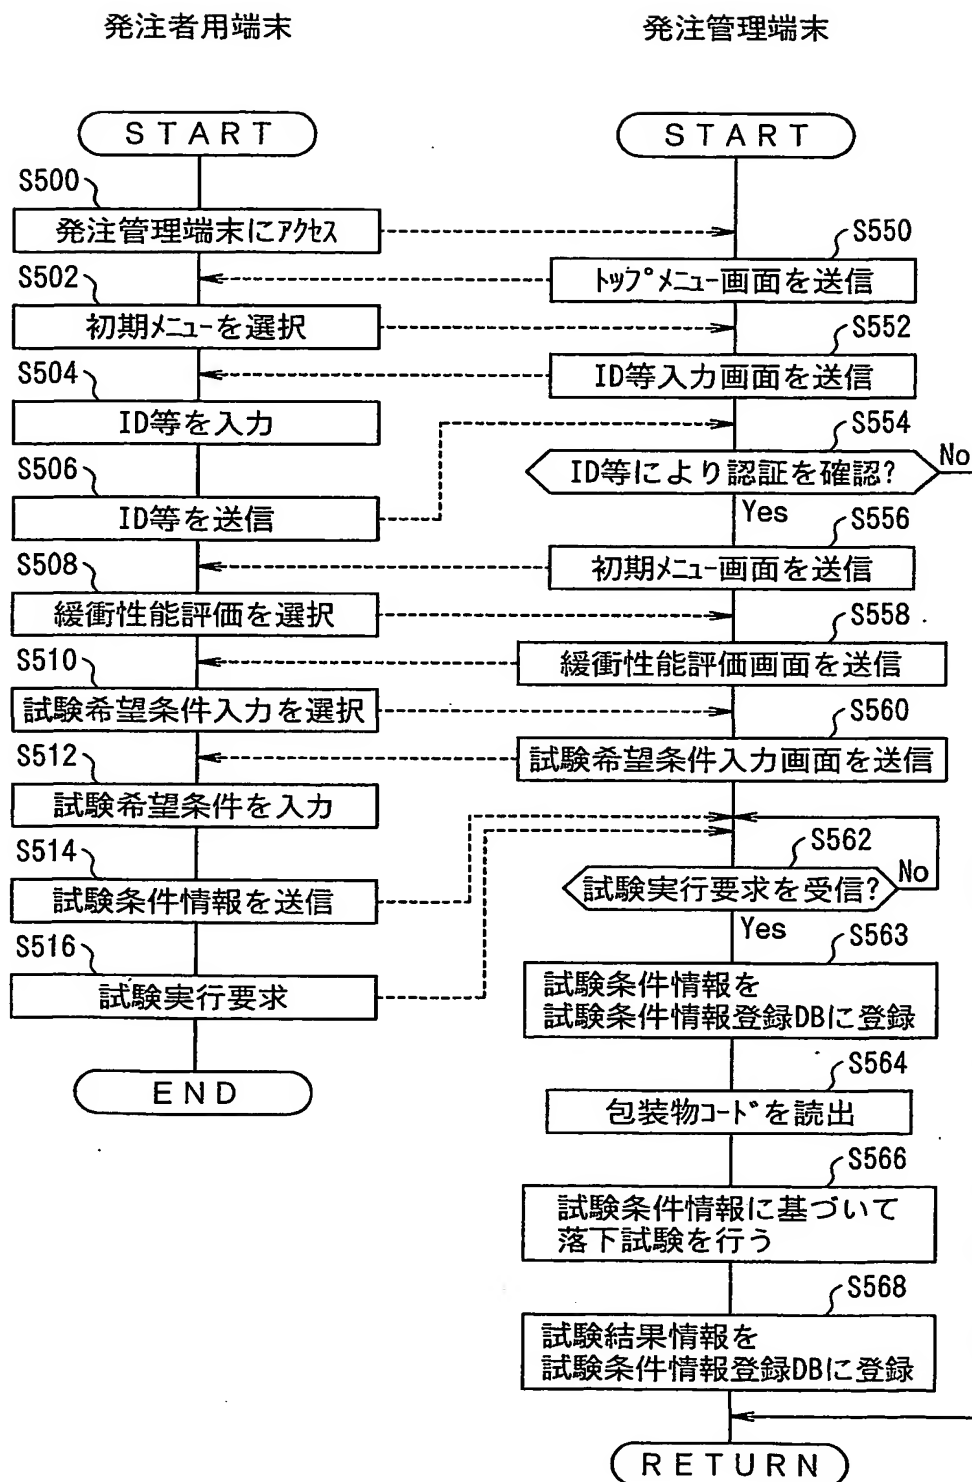 発注者用端末
START
S500
発注管理端末にアクセス
S502
初期メニューを選択
S504
ID等を入力
S506
ID等を送信
S508
緩衝性能評価を選択
S510
試験希望条件入力を選択
S512
試験希望条件を入力
S514
試験条件情報を送信
S516
試験実行要求
END
発注管理端末
START
S550
トップメニュー画面を送信
S552
ID等入力画面を送信
S554
ID等により認証を確認?
No
Yes
S556
初期メニュー画面を送信
S558
緩衝性能評価画面を送信
S560
試験希望条件入力画面を送信
S562
試験実行要求を受信?
No
Yes
S563
試験条件情報を
試験条件情報登録DBに登録
S564
包装物コードを読出
S566
試験条件情報に基づいて
落下試験を行う
S568
試験結果情報を
試験条件情報登録DBに登録
RETURN